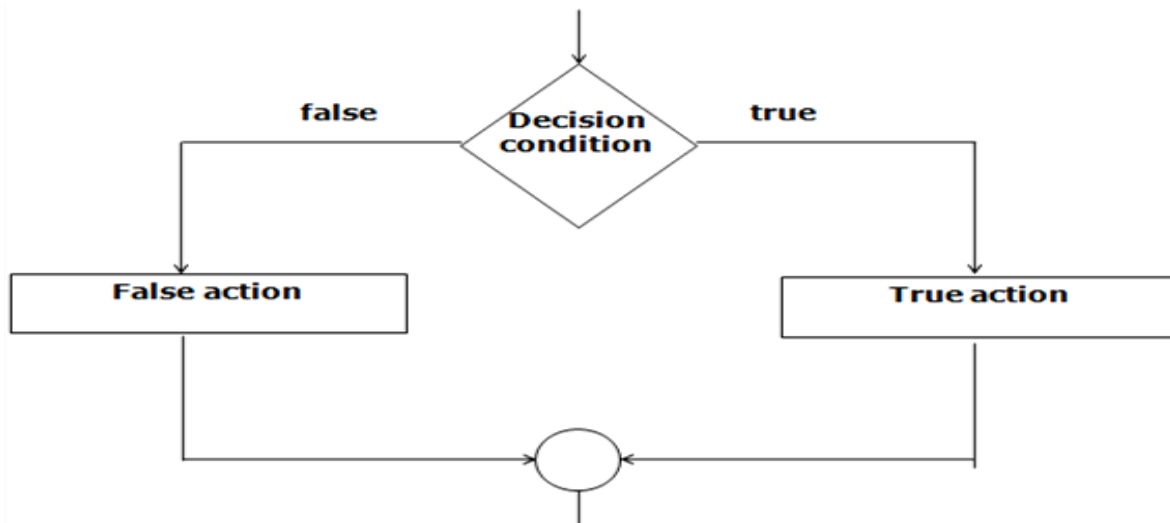 false
true
Decision
condition
False action
True action